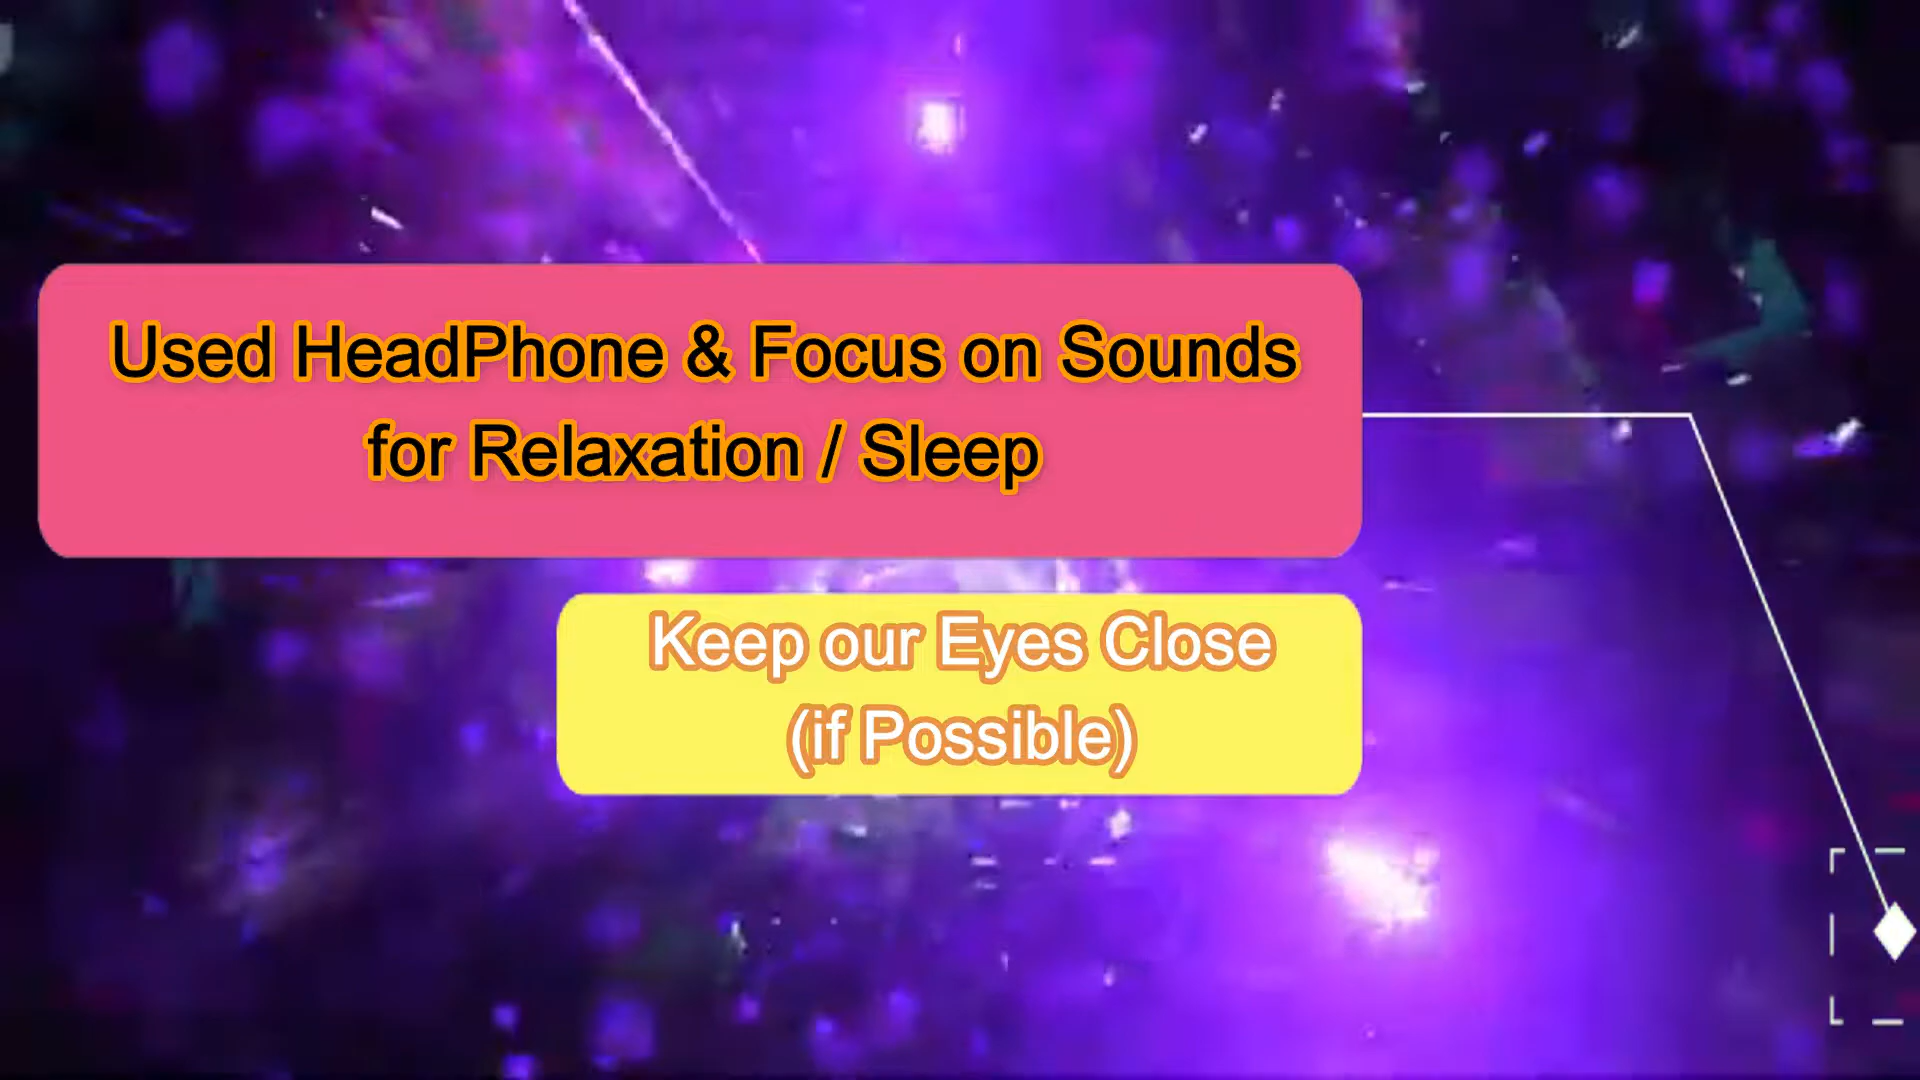 Used HeadPhone & Focus on Sounds
for Relaxation / Sleep
Keep our Eyes Close
(if Possible)